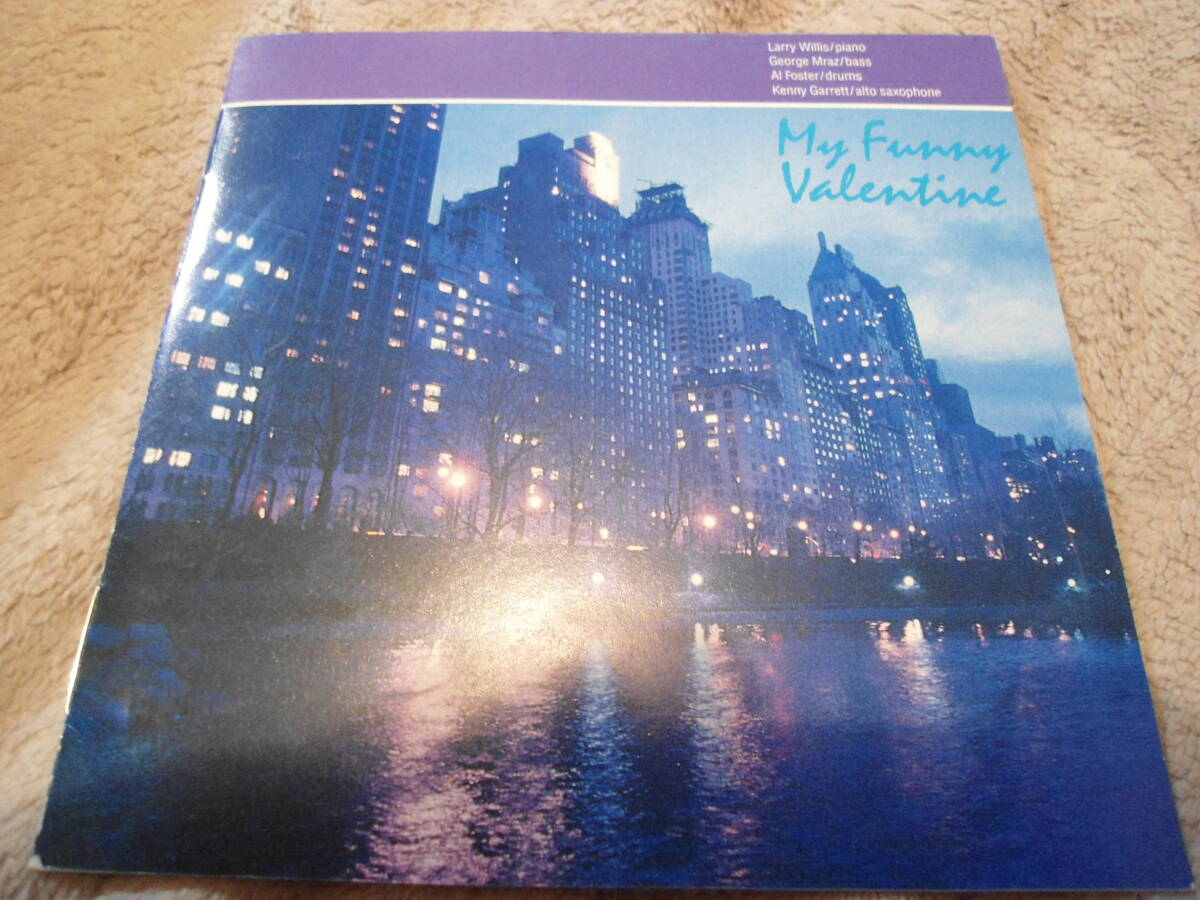 Larry Willis/piano
George Mraz/bass
Al Foster/drums
Kenny Garrett/alto saxophone
My Funny
Valentine